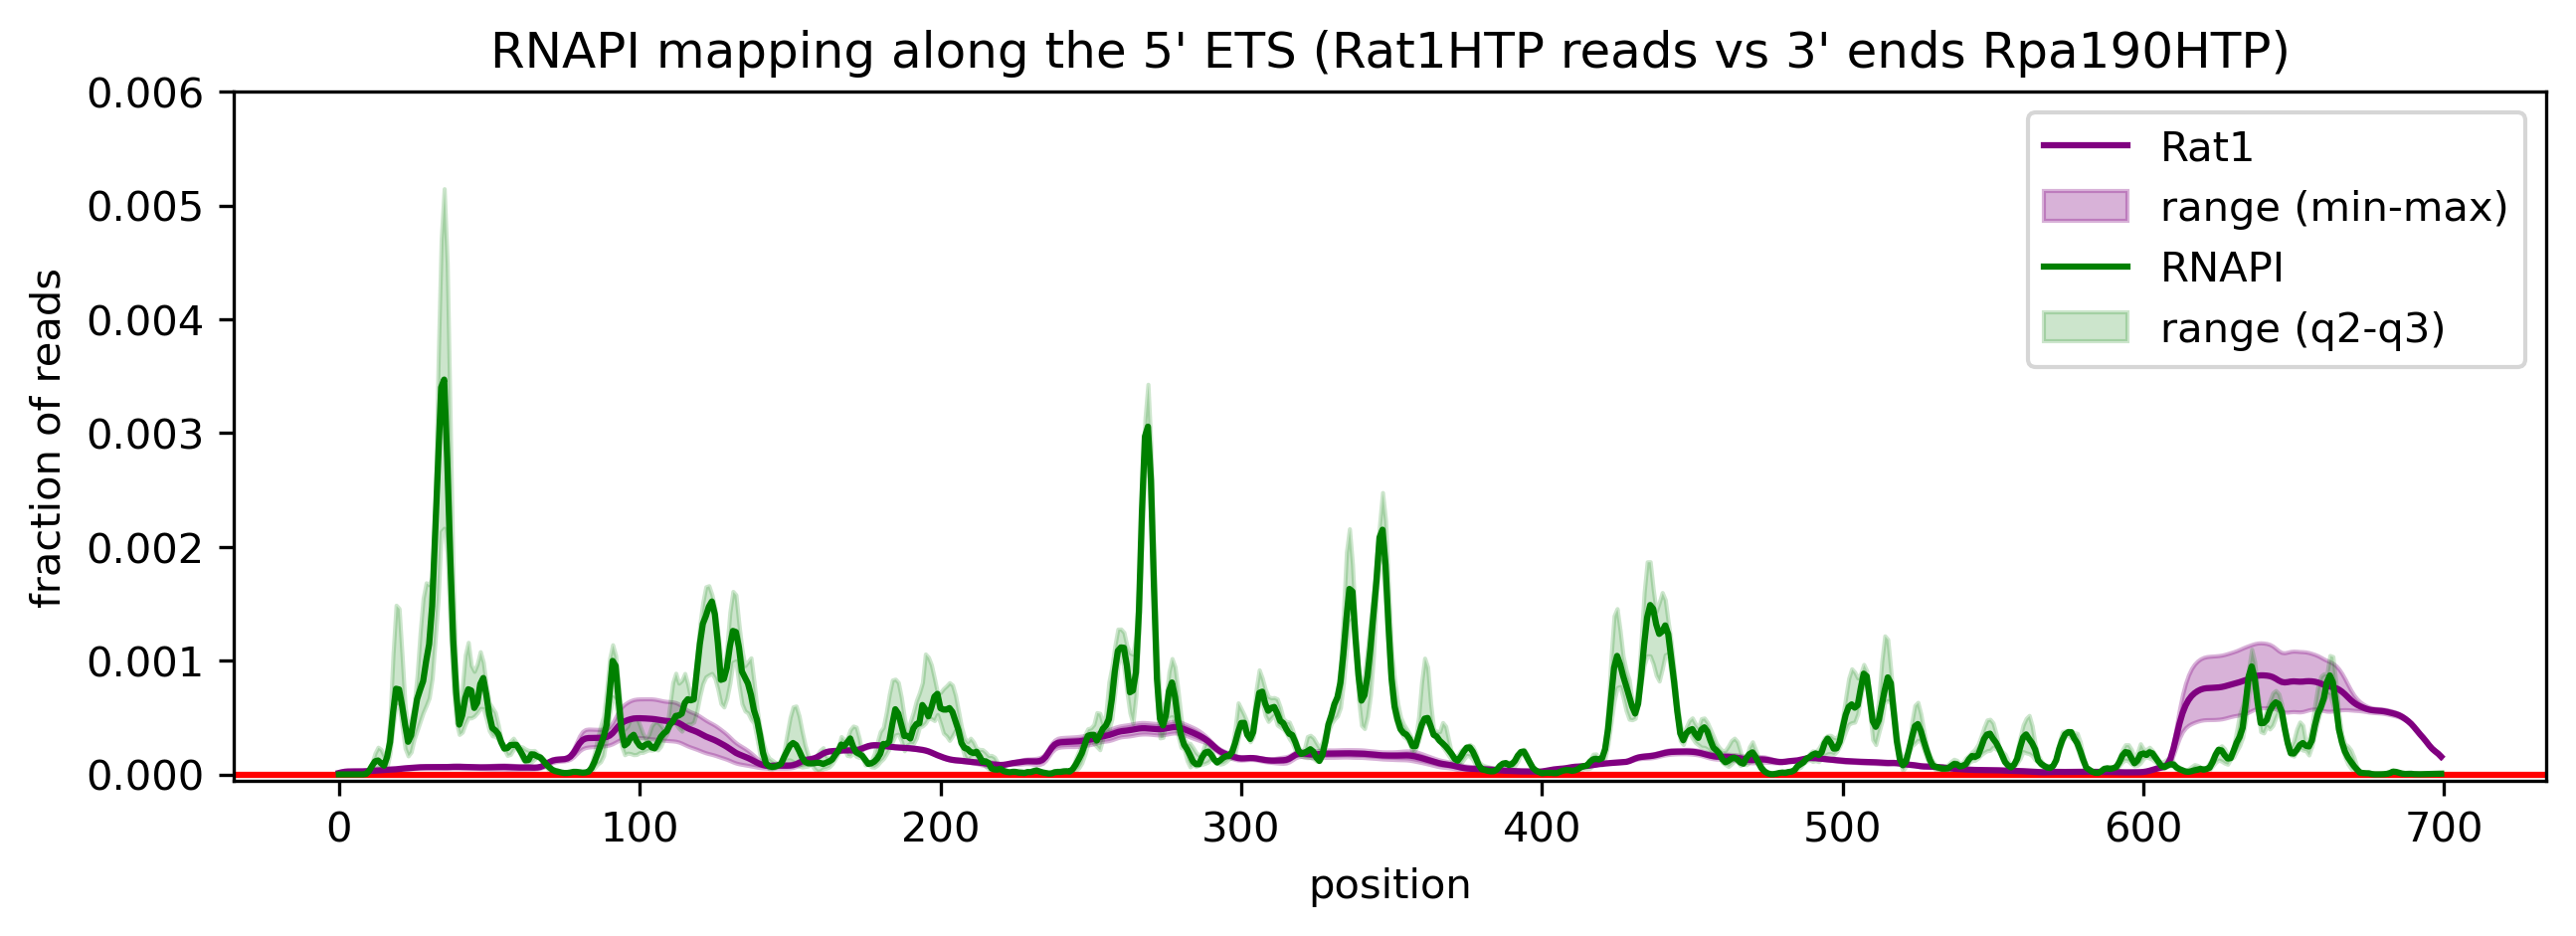 RNAPI mapping along the 5' ETS (Rat1HTP reads vs 3' ends Rpa190HTP)
0.006
0.005
0.004
0.003
0.002
0.001
0.000
fraction of reads
Rat1
range (min-max)
RNAPI
range (q2-q3)
0 100 200 300 400 500 600 700
position